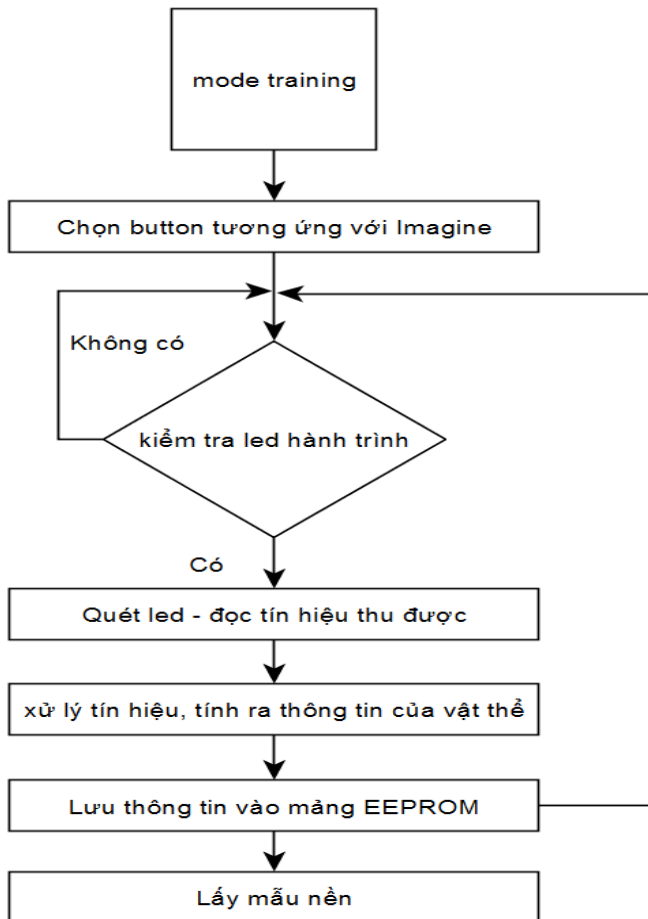 mode training
Chọn button tương ứng với Imagine
Không có
kiểm tra led hành trình
Có
Quét led - đọc tín hiệu thu được
xử lý tín hiệu, tính ra thông tin của vật thể
Lưu thông tin vào mảng EEPROM
Lấy mẫu nền